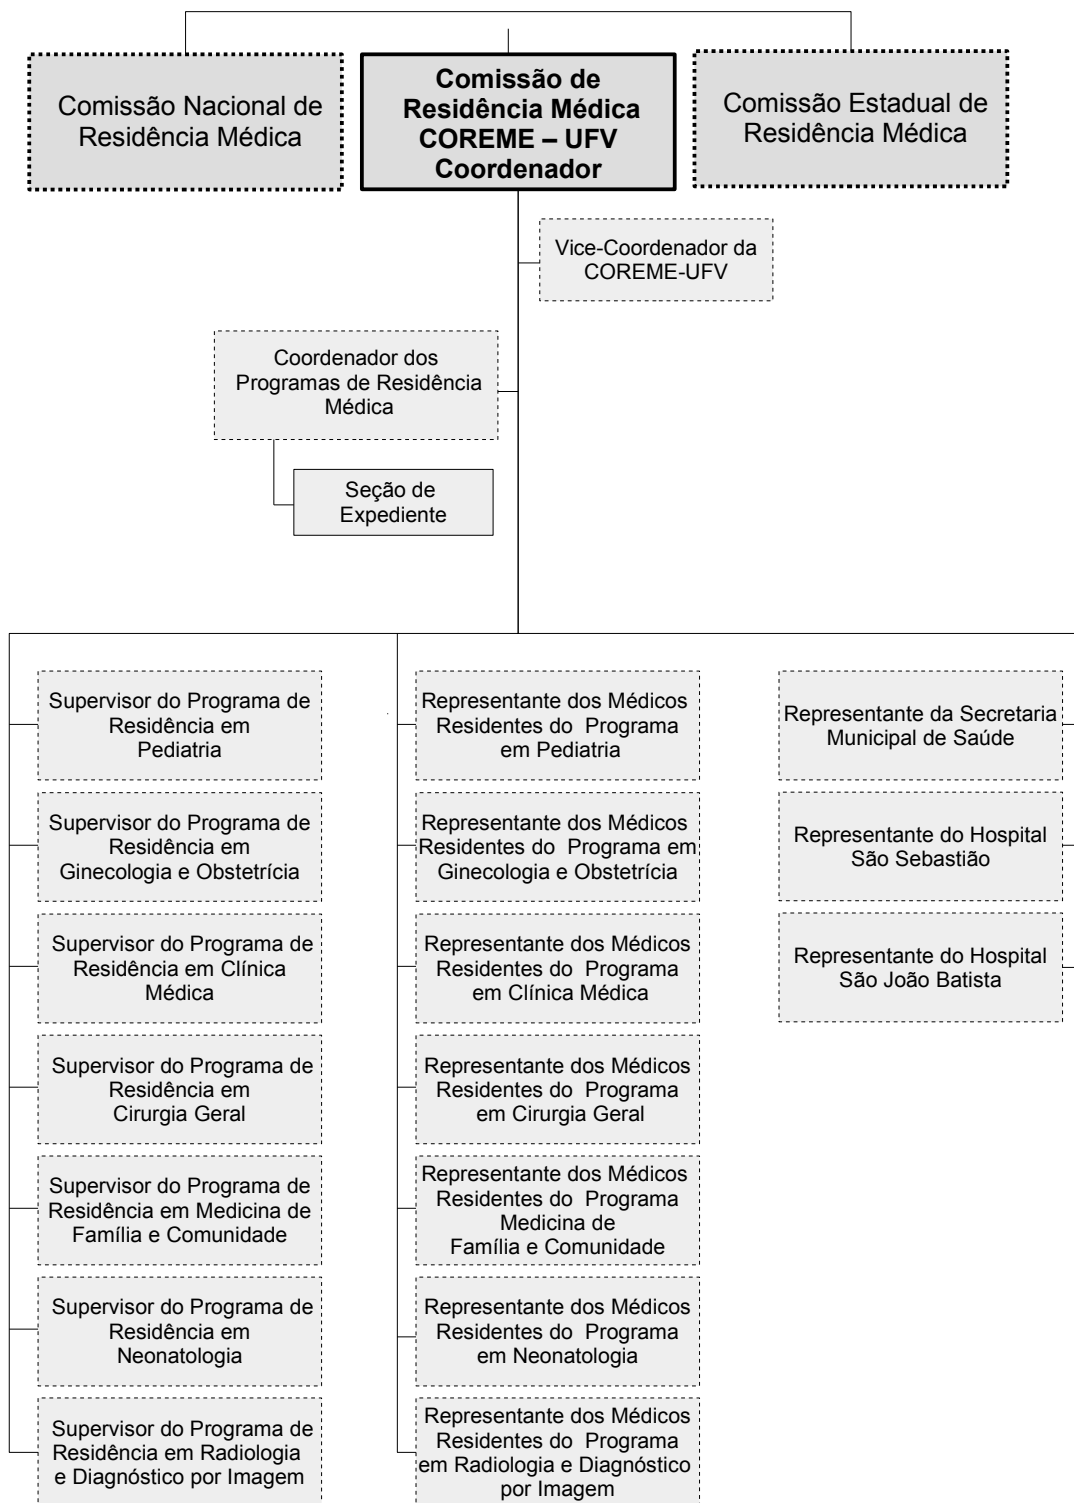 Comissão Nacional de
Residência Médica
Comissão de
Residência Médica
COREME – UFV
Coordenador
Comissão Estadual de
Residência Médica
Vice-Coordenador da
COREME-UFV
Coordenador dos
Programas de Residência
Médica
Seção de
Expediente
Supervisor do Programa de
Residência em
Pediatria
Supervisor do Programa de
Residência em
Ginecologia e Obstetrícia
Supervisor do Programa de
Residência em Clínica
Médica
Supervisor do Programa de
Residência em
Cirurgia Geral
Supervisor do Programa de
Residência em Medicina de
Família e Comunidade
Supervisor do Programa de
Residência em
Neonatologia
Supervisor do Programa de
Residência em Radiologia
e Diagnóstico por Imagem
Representante dos Médicos
Residentes do Programa
em Pediatria
Representante dos Médicos
Residentes do Programa em
Ginecologia e Obstetrícia
Representante dos Médicos
Residentes do Programa
em Clínica Médica
Representante dos Médicos
Residentes do Programa
em Cirurgia Geral
Representante dos Médicos
Residentes do Programa
Medicina de
Família e Comunidade
Representante dos Médicos
Residentes do Programa
em Neonatologia
Representante dos Médicos
Residentes do Programa
em Radiologia e Diagnóstico
por Imagem
Representante da Secretaria
Municipal de Saúde
Representante do Hospital
São Sebastião
Representante do Hospital
São João Batista